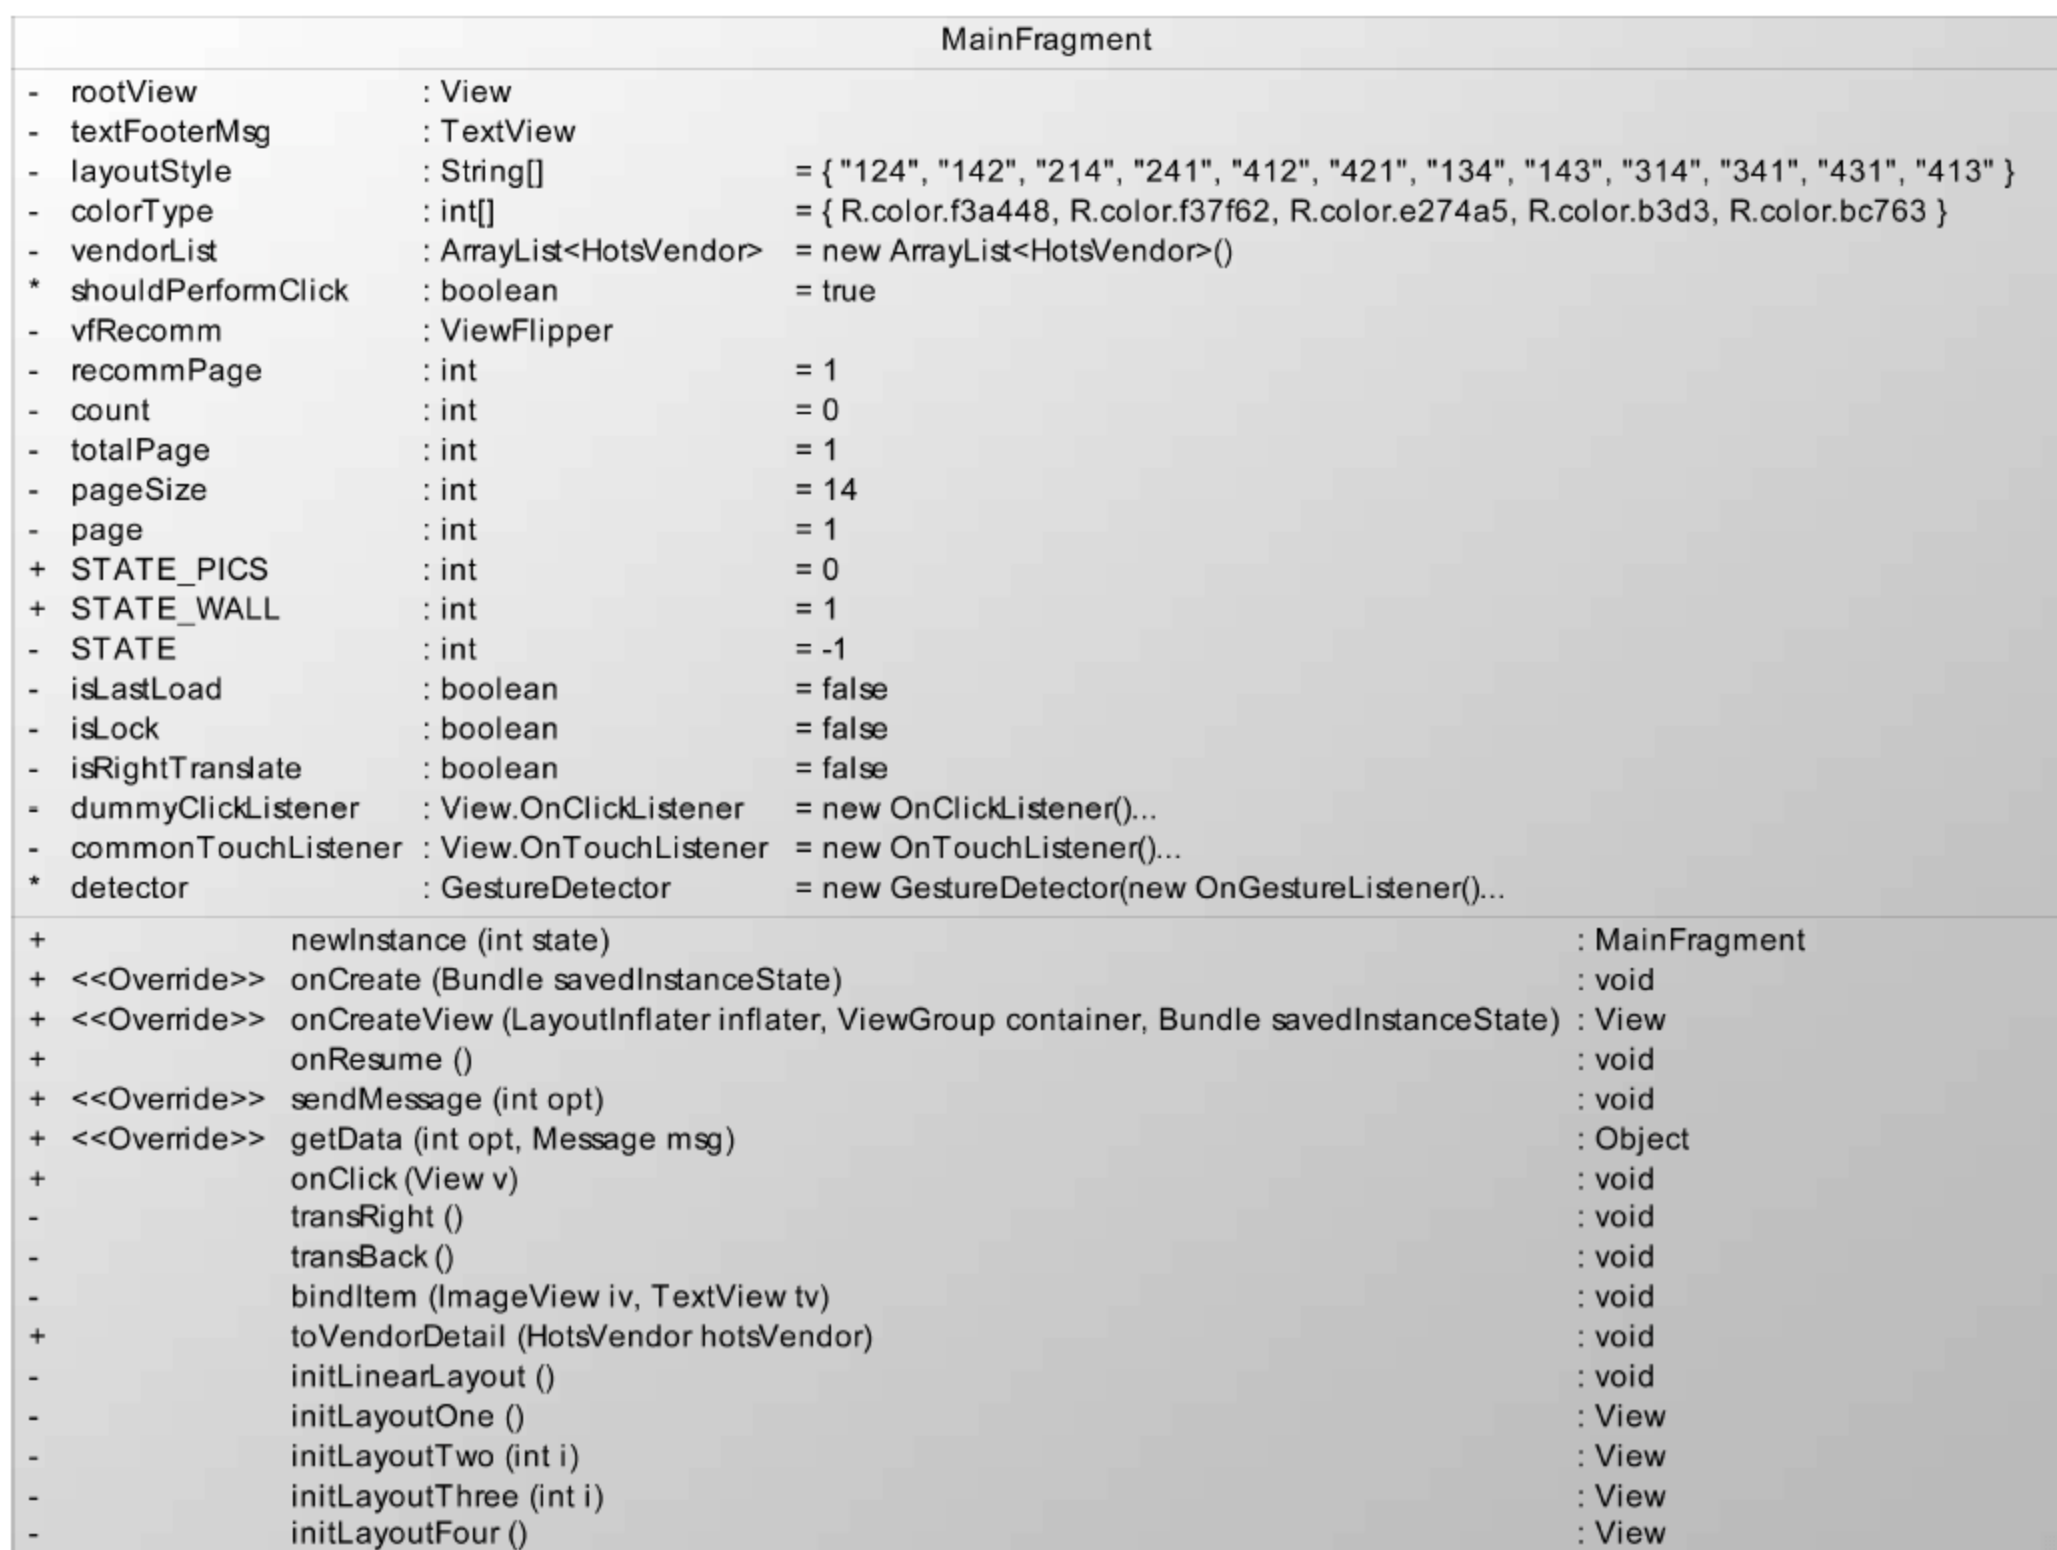 MainFragment
- rootView : View
- textFooterMsg : TextView
- layoutStyle : String[] = { "124", "142", "214", "241", "412", "421", "134", "143", "314", "341", "431", "413" }
- colorType : int[] = { R.color.f3a448, R.color.f37f62, R.color.e274a5, R.color.b3d3, R.color.bc763 }
- vendorList : ArrayList<HotsVendor> = new ArrayList<HotsVendor>()
* shouldPerformClick : boolean = true
- vfRecomm : ViewFlipper
- recommPage : int = 1
- count : int = 0
- totalPage : int = 1
- pageSize : int = 14
- page : int = 1
+ STATE_PICS : int = 0
+ STATE_WALL : int = 1
- STATE : int = -1
- isLastLoad : boolean = false
- isLock : boolean = false
- isRightTranslate : boolean = false
- dummyClickListener : View.OnClickListener = new OnClickListener()...
- commonTouchListener : View.OnTouchListener = new OnTouchListener()...
* detector : GestureDetector = new GestureDetector(new OnGestureListener()...
+ newInstance (int state) : MainFragment
+ <<Override>> onCreate (Bundle savedInstanceState) : void
+ <<Override>> onCreateView (LayoutInflater inflater, ViewGroup container, Bundle savedInstanceState) : View
+ onResume () : void
+ <<Override>> sendMessage (int opt) : void
+ <<Override>> getData (int opt, Message msg) : Object
+ onClick (View v) : void
- transRight () : void
- transBack () : void
- bindItem (ImageView iv, TextView tv) : void
+ toVendorDetail (HotsVendor hotsVendor) : void
- initLinearLayout () : void
- initLayoutOne () : View
- initLayoutTwo (int i) : View
- initLayoutThree (int i) : View
- initLayoutFour () : View